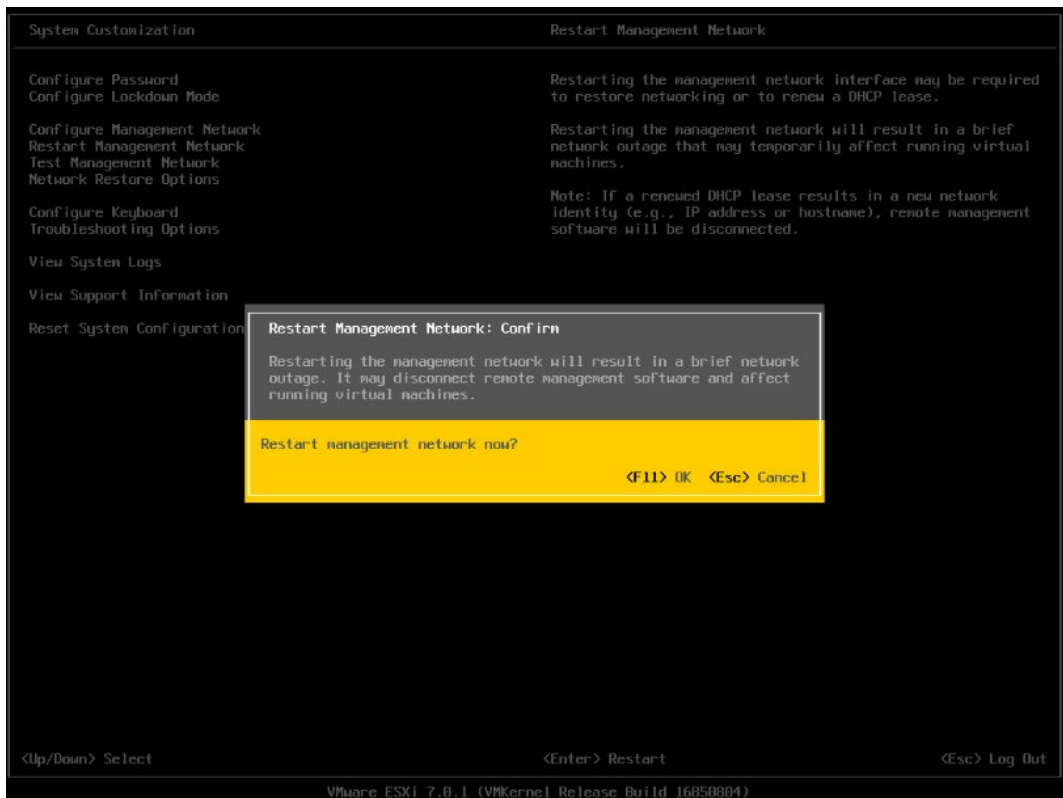 System Customization
Restart Management Network
Configure Password
Configure Lockdown Mode
Configure Management Network
Restart Management Network
Test Management Network
Network Restore Options
Configure Keyboard
Troubleshooting Options
View System Logs
View Support Information
Reset System Configuration
Restarting the management network interface may be required
to restore networking or to renew a DHCP lease.
Restarting the management network will result in a brief
network outage that may temporarily affect running virtual
machines.
Note: If a renewed DHCP lease results in a new network
identity (e.g., IP address or hostname), remote management
software will be disconnected.
Restart Management Network: Confirm
Restarting the management network will result in a brief network
outage. It may disconnect remote management software and affect
running virtual machines.
Restart management network now?
<F11> OK <Esc> Cancel
<Up/Down> Select
<Enter> Restart
<Esc> Log Out
VMware ESXi 7.0.1 (VMKernel Release Build 16850804)